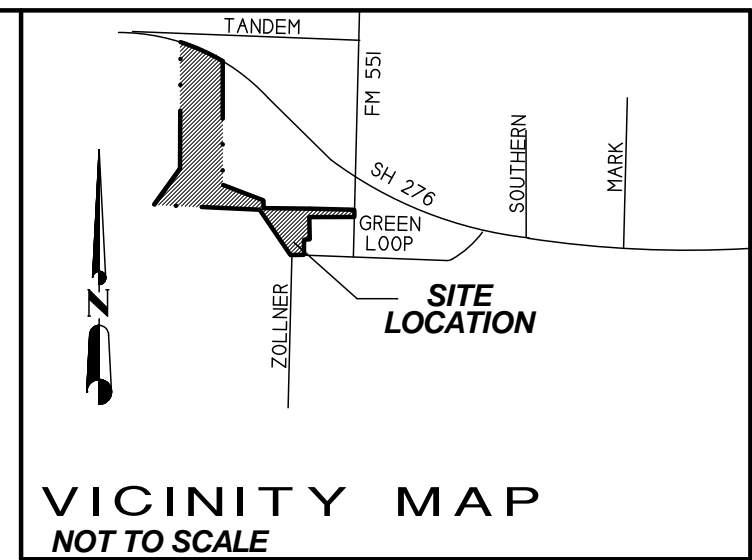 TANDEM
FM 551
SH 276
SOUTHERN
MARK
GREEN
LOOP
N
ZOLLNER
SITE
LOCATION
VICINITY MAP
NOT TO SCALE